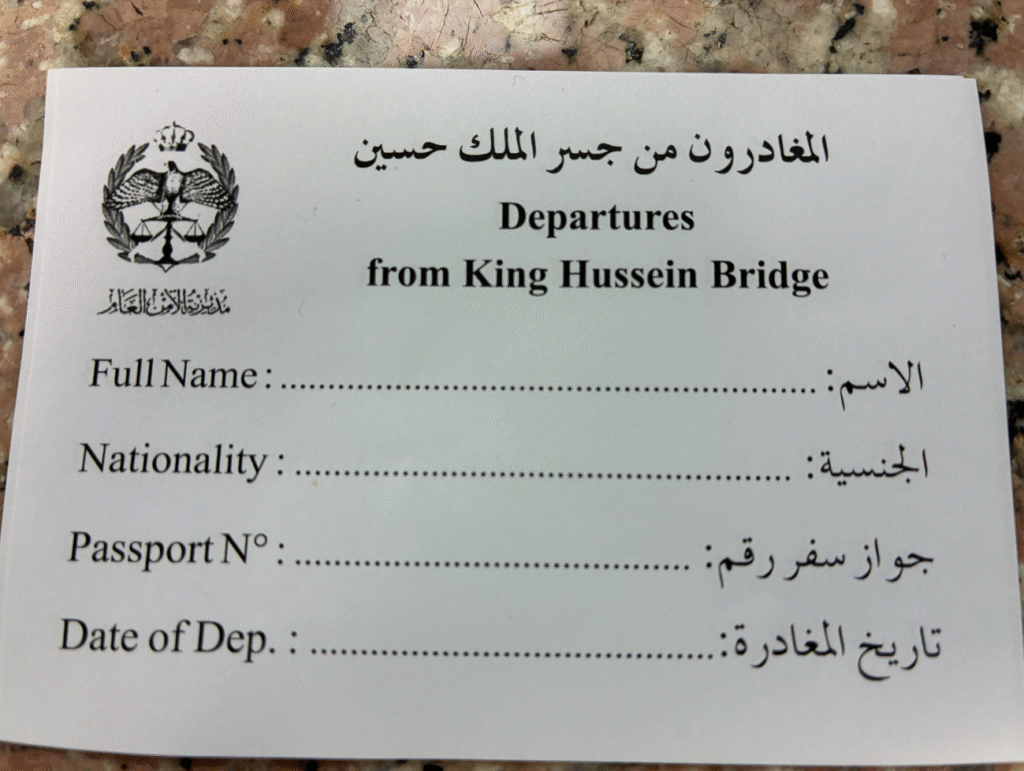 المغادرون من جسر الملك حسين
Departures
from King Hussein Bridge
مديرية الأمن العام
Full Name : ........................................................................ الاسم:
Nationality : ................................................................. الجنسية:
Passport N° : .................................................... جواز سفر رقم:
Date of Dep. : ..................................................... تاريخ المغادرة: